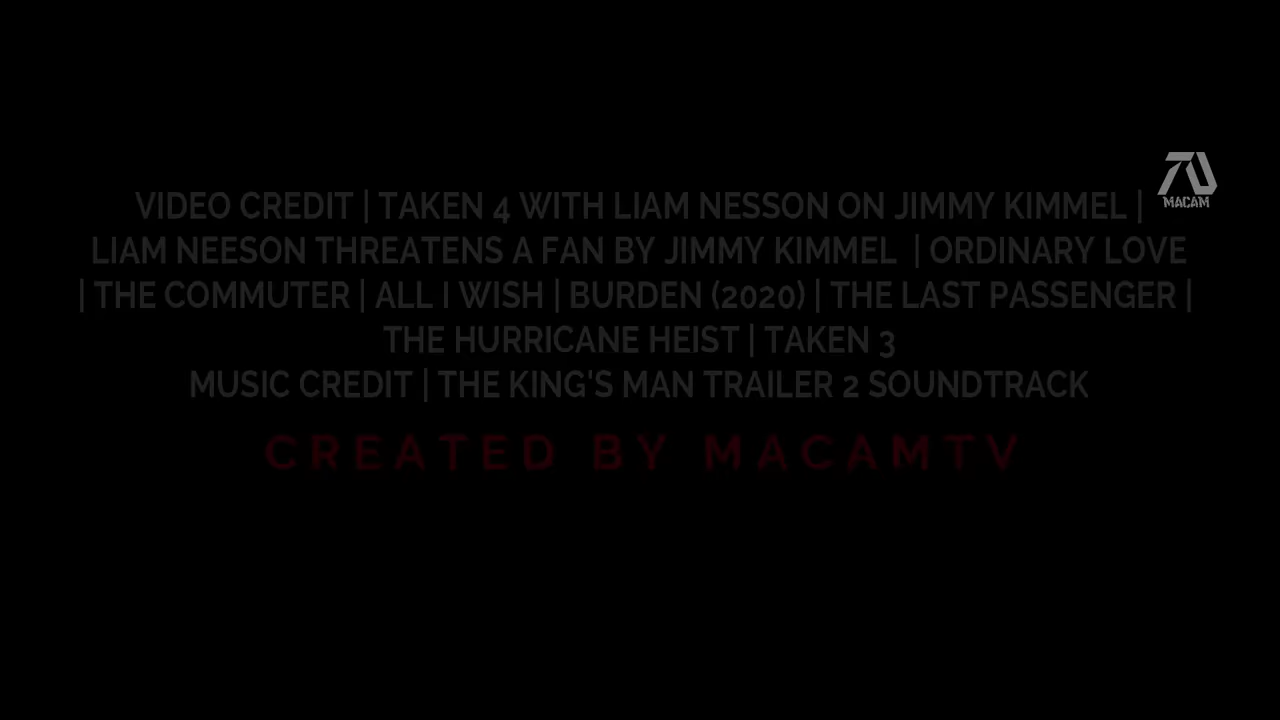 VIDEO CREDIT | TAKEN 4 WITH LIAM NESSON ON JIMMY KIMMEL |
LIAM NEESON THREATENS A FAN BY JIMMY KIMMEL | ORDINARY LOVE
| THE COMMUTER | ALL I WISH | BURDEN (2020) | THE LAST PASSENGER |
THE HURRICANE HEIST | TAKEN 3
MUSIC CREDIT | THE KING'S MAN TRAILER 2 SOUNDTRACK
CREATED BY MACAMTV
MACAM